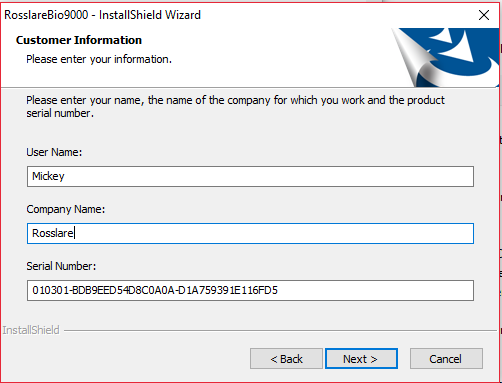 RosslareBio9000 - InstallShield Wizard
Customer Information
Please enter your information.
Please enter your name, the name of the company for which you work and the product
serial number.
User Name:
Mickey
Company Name:
Rosslare
Serial Number:
010301-BDB9EED54D8C0A0A-D1A759391E116FD5
InstallShield
< Back
Next >
Cancel